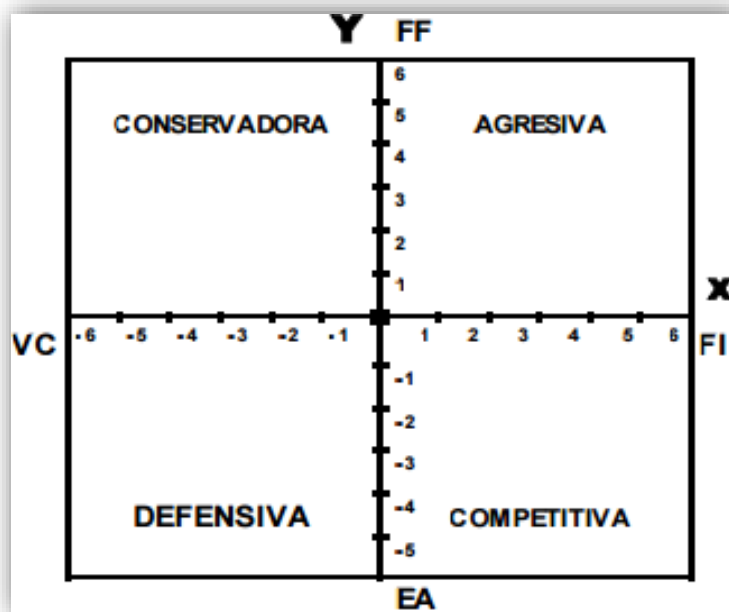 Y FF
6
CONSERVADORA AGRESIVA
5
4
3
2
1
X
VC -6 -5 -4 -3 -2 -1 1 2 3 4 5 6 FI
-1
-2
-3
-4
DEFENSIVA COMPETITIVA
-5
EA